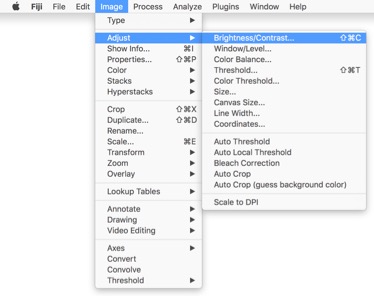 Fiji File Edit Image Process Analyze Plugins Window Help
Type ▶
Adjust ▶
Show Info... ⌘I
Properties... ⇧⌘P
Color ▶
Stacks ▶
Hyperstacks ▶
Crop ⇧⌘X
Duplicate... ⇧⌘D
Rename...
Scale... ⌘E
Transform ▶
Zoom ▶
Overlay ▶
Lookup Tables ▶
Annotate ▶
Drawing ▶
Video Editing ▶
Axes ▶
Convert
Convolve
Threshold ▶
Brightness/Contrast... ⇧⌘C
Window/Level...
Color Balance...
Threshold... ⇧⌘T
Color Threshold...
Size...
Canvas Size...
Line Width...
Coordinates...
Auto Threshold
Auto Local Threshold
Bleach Correction
Auto Crop
Auto Crop (guess background color)
Scale to DPI